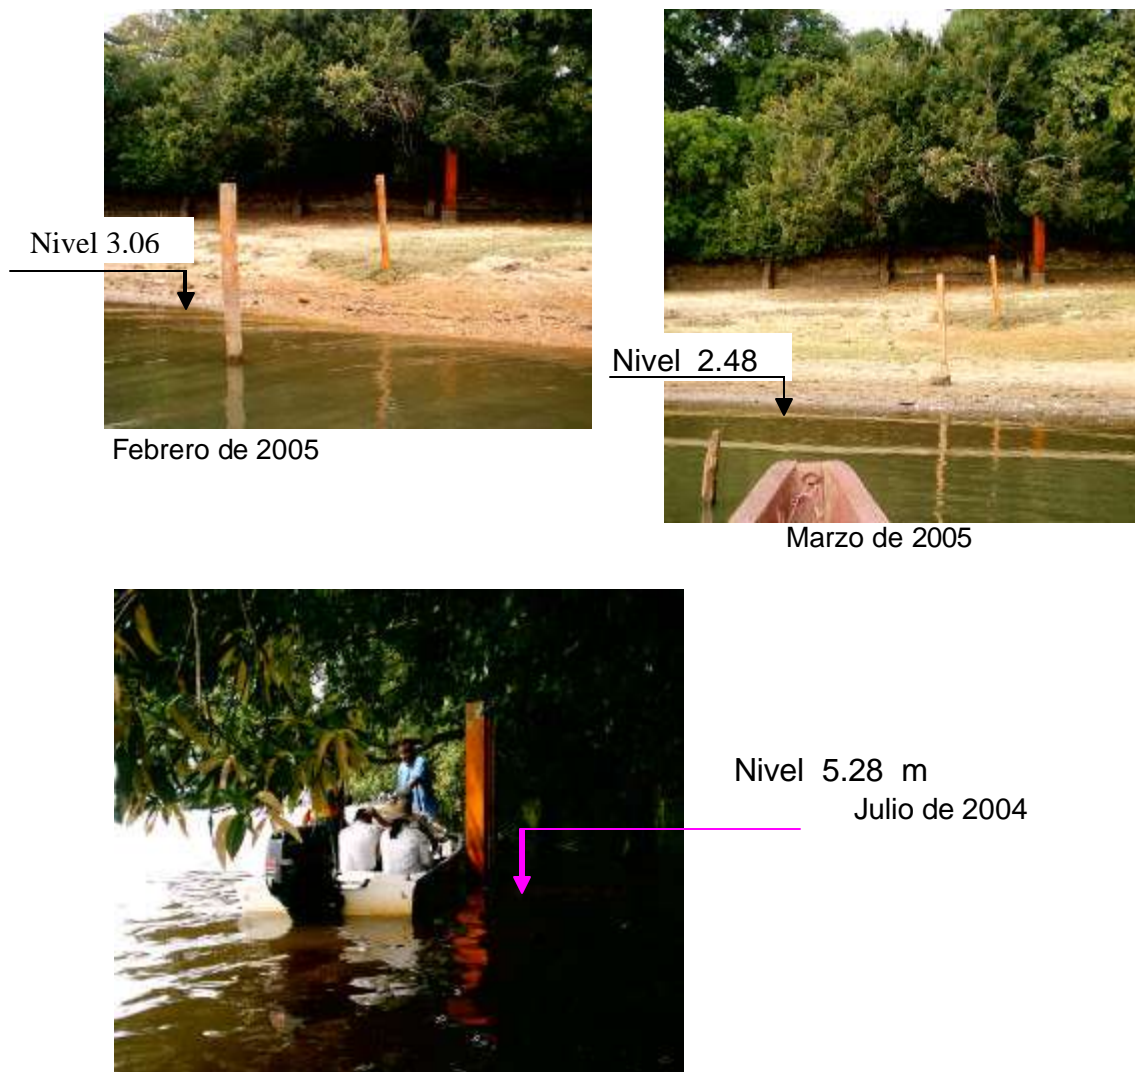 Nivel 3.06
Febrero de 2005
Nivel 2.48
Marzo de 2005
Nivel 5.28 m
Julio de 2004